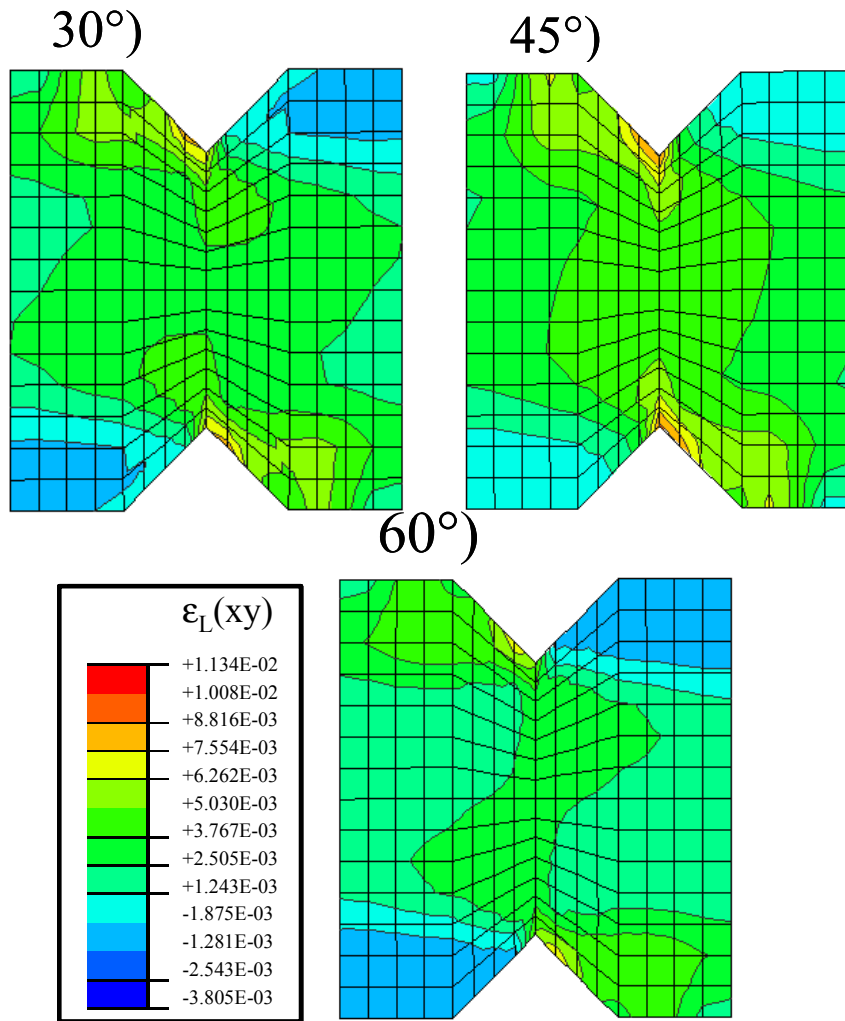 30°)
45°)
60°)
εL(xy)
+1.134E-02
+1.008E-02
+8.816E-03
+7.554E-03
+6.262E-03
+5.030E-03
+3.767E-03
+2.505E-03
+1.243E-03
-1.875E-03
-1.281E-03
-2.543E-03
-3.805E-03